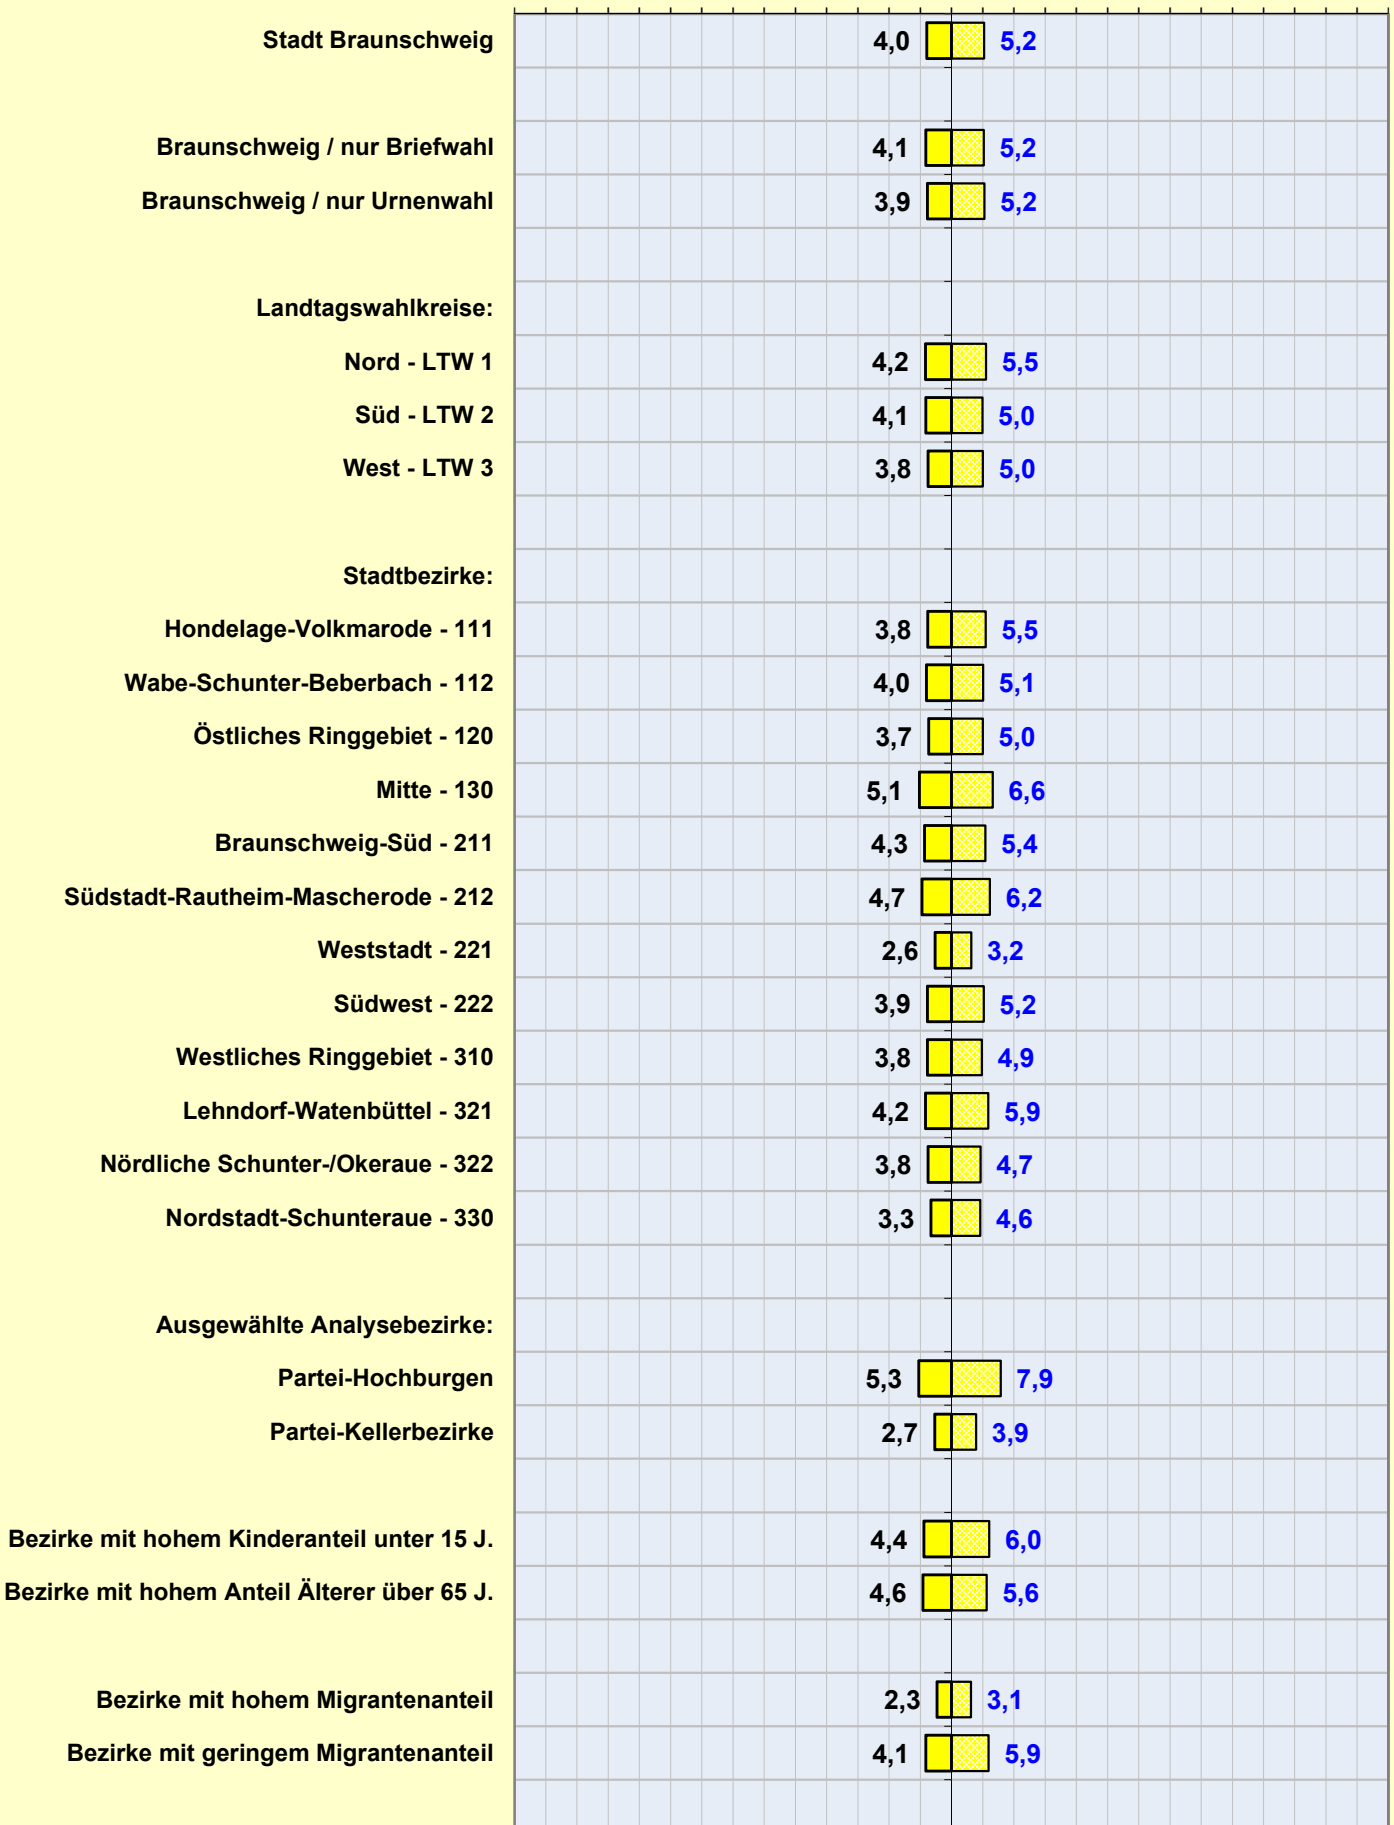 Stadt Braunschweig 4,0 5,2
Braunschweig / nur Briefwahl 4,1 5,2
Braunschweig / nur Urnenwahl 3,9 5,2
Landtagswahlkreise:
Nord - LTW 1 4,2 5,5
Süd - LTW 2 4,1 5,0
West - LTW 3 3,8 5,0
Stadtbezirke:
Hondelage-Volkmarode - 111 3,8 5,5
Wabe-Schunter-Beberbach - 112 4,0 5,1
Östliches Ringgebiet - 120 3,7 5,0
Mitte - 130 5,1 6,6
Braunschweig-Süd - 211 4,3 5,4
Südstadt-Rautheim-Mascherode - 212 4,7 6,2
Weststadt - 221 2,6 3,2
Südwest - 222 3,9 5,2
Westliches Ringgebiet - 310 3,8 4,9
Lehndorf-Watenbüttel - 321 4,2 5,9
Nördliche Schunter-/Okeraue - 322 3,8 4,7
Nordstadt-Schunteraue - 330 3,3 4,6
Ausgewählte Analysebezirke:
Partei-Hochburgen 5,3 7,9
Partei-Kellerbezirke 2,7 3,9
Bezirke mit hohem Kinderanteil unter 15 J. 4,4 6,0
Bezirke mit hohem Anteil Älterer über 65 J. 4,6 5,6
Bezirke mit hohem Migrantenanteil 2,3 3,1
Bezirke mit geringem Migrantenanteil 4,1 5,9